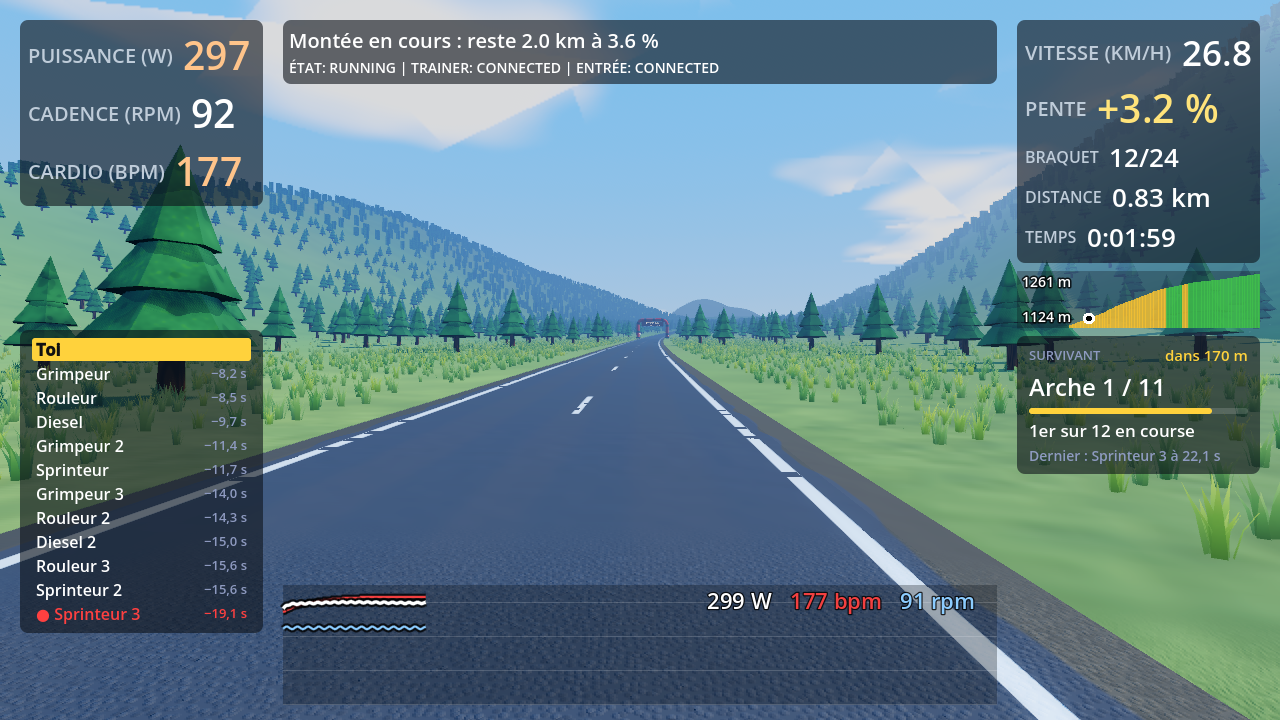 PUISSANCE (W) 297
CADENCE (RPM) 92
CARDIO (BPM) 177
Montée en cours : reste 2.0 km à 3.6 %
ÉTAT: RUNNING | TRAINER: CONNECTED | ENTRÉE: CONNECTED
VITESSE (KM/H) 26.8
PENTE +3.2 %
BRAQUET 12/24
DISTANCE 0.83 km
TEMPS 0:01:59
1261 m
1124 m
SURVIVANT dans 170 m
Arche 1 / 11
1er sur 12 en course
Dernier : Sprinteur 3 à 22,1 s
Toi
Grimpeur −8,2 s
Rouleur −8,5 s
Diesel −9,7 s
Grimpeur 2 −11,4 s
Sprinteur −11,7 s
Grimpeur 3 −14,0 s
Rouleur 2 −14,3 s
Diesel 2 −15,0 s
Rouleur 3 −15,6 s
Sprinteur 2 −15,6 s
Sprinteur 3 −19,1 s
299 W 177 bpm 91 rpm